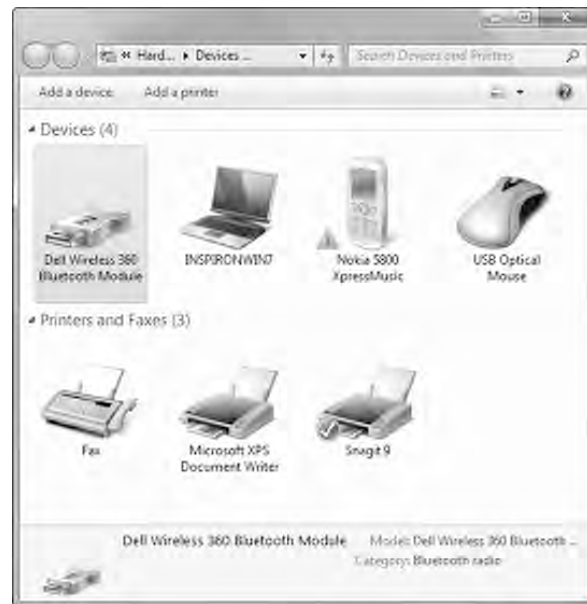 Hard... Devices ...
Search Devices and Printers
Add a device Add a printer
Devices (4)
Dell Wireless 360
Bluetooth Module
INSPIRONWIN7
Nokia 5800
XpressMusic
USB Optical
Mouse
Printers and Faxes (3)
Fax
Microsoft XPS
Document Writer
Snagit 9
Dell Wireless 360 Bluetooth Module Model: Dell Wireless 360 Bluetooth ...
Category: Bluetooth radio